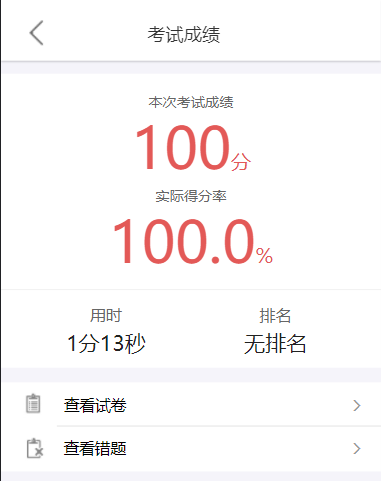 考试成绩
本次考试成绩
100分
实际得分率
100.0%
用时 排名
1分13秒 无排名
查看试卷
查看错题